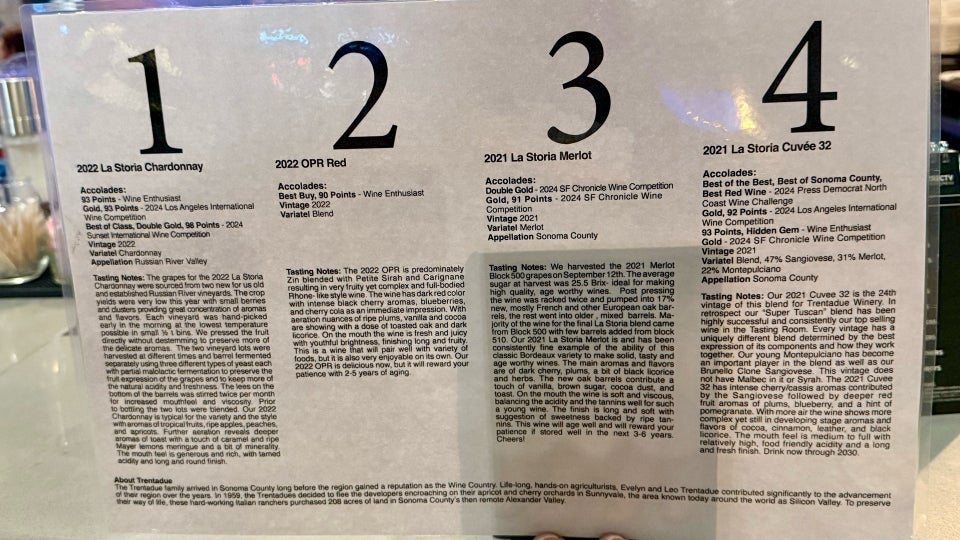 1
2022 La Storia Chardonnay
Accolades:
93 Points - Wine Enthusiast
Gold, 93 Points - 2024 Los Angeles International
Wine Competition
Best of Class, Double Gold, 98 Points - 2024
Sunset International Wine Competition
Vintage 2022
Variatel Chardonnay
Appellation Russian River Valley
Tasting Notes: The grapes for the 2022 La Storia
Chardonnay were sourced from two new for us old
and established Russian River vineyards. The crop
yields were very low this year with small berries
and clusters providing great concentration of aromas
and flavors. Each vineyard was hand-picked
early in the morning at the lowest temperature
possible in small ½ t bins. We pressed the fruit
directly without destemming to preserve more of
the delicate aromas. The two vineyard lots were
harvested at different times and barrel fermented
separately using three different types of yeast each
with partial malolactic fermentation to preserve the
fruit expression of the grapes and to keep more of
the natural acidity and freshness. The lees on the
bottom of the barrels was stirred twice per month
for increased mouthfeel and viscosity. Prior
to bottling the two lots were blended. Our 2022
Chardonnay is typical for the variety and the style
with aromas of tropical fruits, ripe apples, peaches,
and apricots. Further aeration reveals deeper
aromas of toast with a touch of caramel and ripe
Mayer lemons meringue and a bit of minerality.
The mouth feel is generous and rich, with tamed
acidity and long and round finish.
2
2022 OPR Red
Accolades:
Best Buy, 90 Points - Wine Enthusiast
Vintage 2022
Variatel Blend
Tasting Notes: The 2022 OPR is predominately
Zin blended with Petite Sirah and Carignane
resulting in very fruity yet complex and full-bodied
Rhone- like style wine. The wine has dark red color
with intense black cherry aromas, blueberries,
and cherry cola as an immediate impression. With
aeration nuances of ripe plums, vanilla and cocoa
are showing with a dose of toasted oak and dark
licorice. On the mouth the wine is fresh and juicy
with youthful brightness, finishing long and fruity.
This is a wine that will pair well with variety of
foods, but it is also very enjoyable on its own. Our
2022 OPR is delicious now, but it will reward your
patience with 2-5 years of aging.
3
2021 La Storia Merlot
Accolades:
Double Gold - 2024 SF Chronicle Wine Competition
Gold, 91 Points - 2024 SF Chronicle Wine
Competition
Vintage 2021
Variatel Merlot
Appellation Sonoma County
Tasting Notes: We harvested the 2021 Merlot
Block 500 grapes on September 12th. The average
sugar at harvest was 25.5 Brix- ideal for making
high quality, age worthy wines. Post pressing
the wine was racked twice and pumped into 17%
new, mostly French and other European oak bar-
rels, the rest went into older , mixed barrels. Ma-
jority of the wine for the final La Storia blend came
from Block 500 with few barrels added from block
510. Our 2021 La Storia Merlot is and has been
consistently fine example of the ability of this
classic Bordeaux variety to make solid, tasty and
age worthy wines. The main aromas and flavors
are of dark cherry, plums, a bit of black licorice
and herbs. The new oak barrels contribute a
touch of vanilla, brown sugar, cocoa dust, and
toast. On the mouth the wine is soft and viscous,
balancing the acidity and the tannins well for such
a young wine. The finish is long and soft with
suggestion of sweetness backed by ripe tan-
nins. This wine will age well and will reward your
patience if stored well in the next 3-6 years.
Cheers!
4
2021 La Storia Cuvée 32
Accolades:
Best of the Best, Best of Sonoma County,
Best Red Wine - 2024 Press Democrat North
Coast Wine Challenge
Gold, 92 Points - 2024 Los Angeles International
Wine Competition
93 Points, Hidden Gem - Wine Enthusiast
Gold - 2024 SF Chronicle Wine Competition
Vintage 2021
Variatel Blend, 47% Sangiovese, 31% Merlot,
22% Montepulciano
Appellation Sonoma County
Tasting Notes: Our 2021 Cuvee 32 is the 24th
vintage of this blend for Trentadue Winery. In
retrospect our "Super Tuscan" blend has been
highly successful and consistently our top selling
wine in the Tasting Room. Every vintage has a
uniquely different blend determined by the best
expression of its components and how they work
together. Our young Montepulciano has become
an important player in the blend as well as our
Brunello Clone Sangiovese. This vintage does
not have Malbec in it or Syrah. The 2021 Cuvee
32 has intense cherry/cassis aromas contributed
by the Sangiovese followed by deeper red
fruit aromas of plums, blueberry, and a hint of
pomegranate. With more air the wine shows more
complex yet still in developing stage aromas and
flavors of cocoa, cinnamon, leather, and black
licorice. The mouth feel is medium to full with
relatively high, food friendly acidity and a long
and fresh finish. Drink now through 2030.
About Trentadue
The Trentadue family arrived in Sonoma County long before the region gained a reputation as the Wine Country. Life-long, hands-on agriculturists, Evelyn and Leo Trentadue contributed significantly to the advancement
of their region over the years. In 1959, the Trentadues decided to flee the developers encroaching on their apricot and cherry orchards in Sunnyvale, the area known today around the world as Silicon Valley. To preserve
their way of life, these hard-working Italian ranchers purchased 208 acres of land in Sonoma County's then remote Alexander Valley.